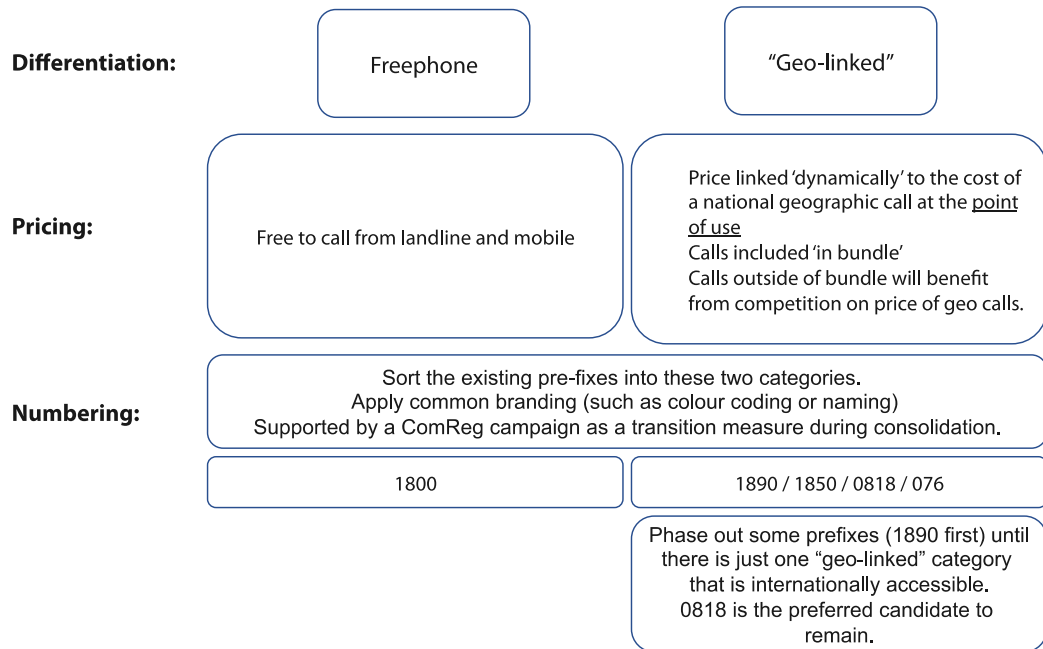 Differentiation:
Freephone
“Geo-linked”
Pricing:
Free to call from landline and mobile
Price linked ‘dynamically’ to the cost of
a national geographic call at the point
of use
Calls included ‘in bundle’
Calls outside of bundle will benefit
from competition on price of geo calls.
Numbering:
Sort the existing pre-fixes into these two categories.
Apply common branding (such as colour coding or naming)
Supported by a ComReg campaign as a transition measure during consolidation.
1800
1890 / 1850 / 0818 / 076
Phase out some prefixes (1890 first) until
there is just one “geo-linked” category
that is internationally accessible.
0818 is the preferred candidate to
remain.